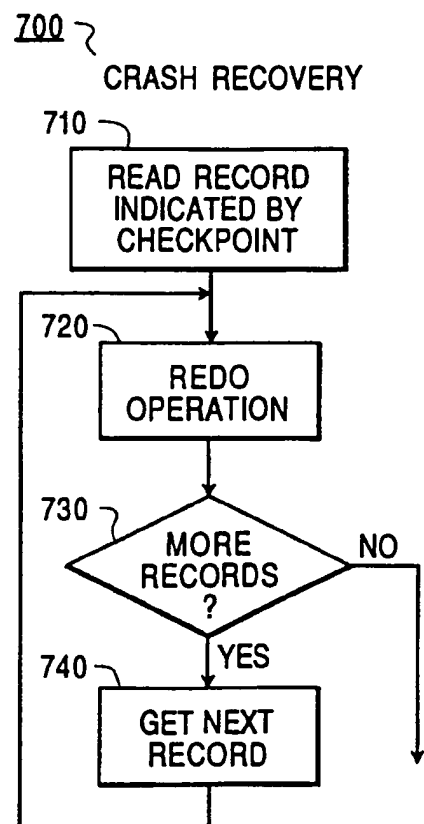 700
CRASH RECOVERY
710
READ RECORD
INDICATED BY
CHECKPOINT
720
REDO
OPERATION
730
MORE
RECORDS
?
NO
YES
740
GET NEXT
RECORD